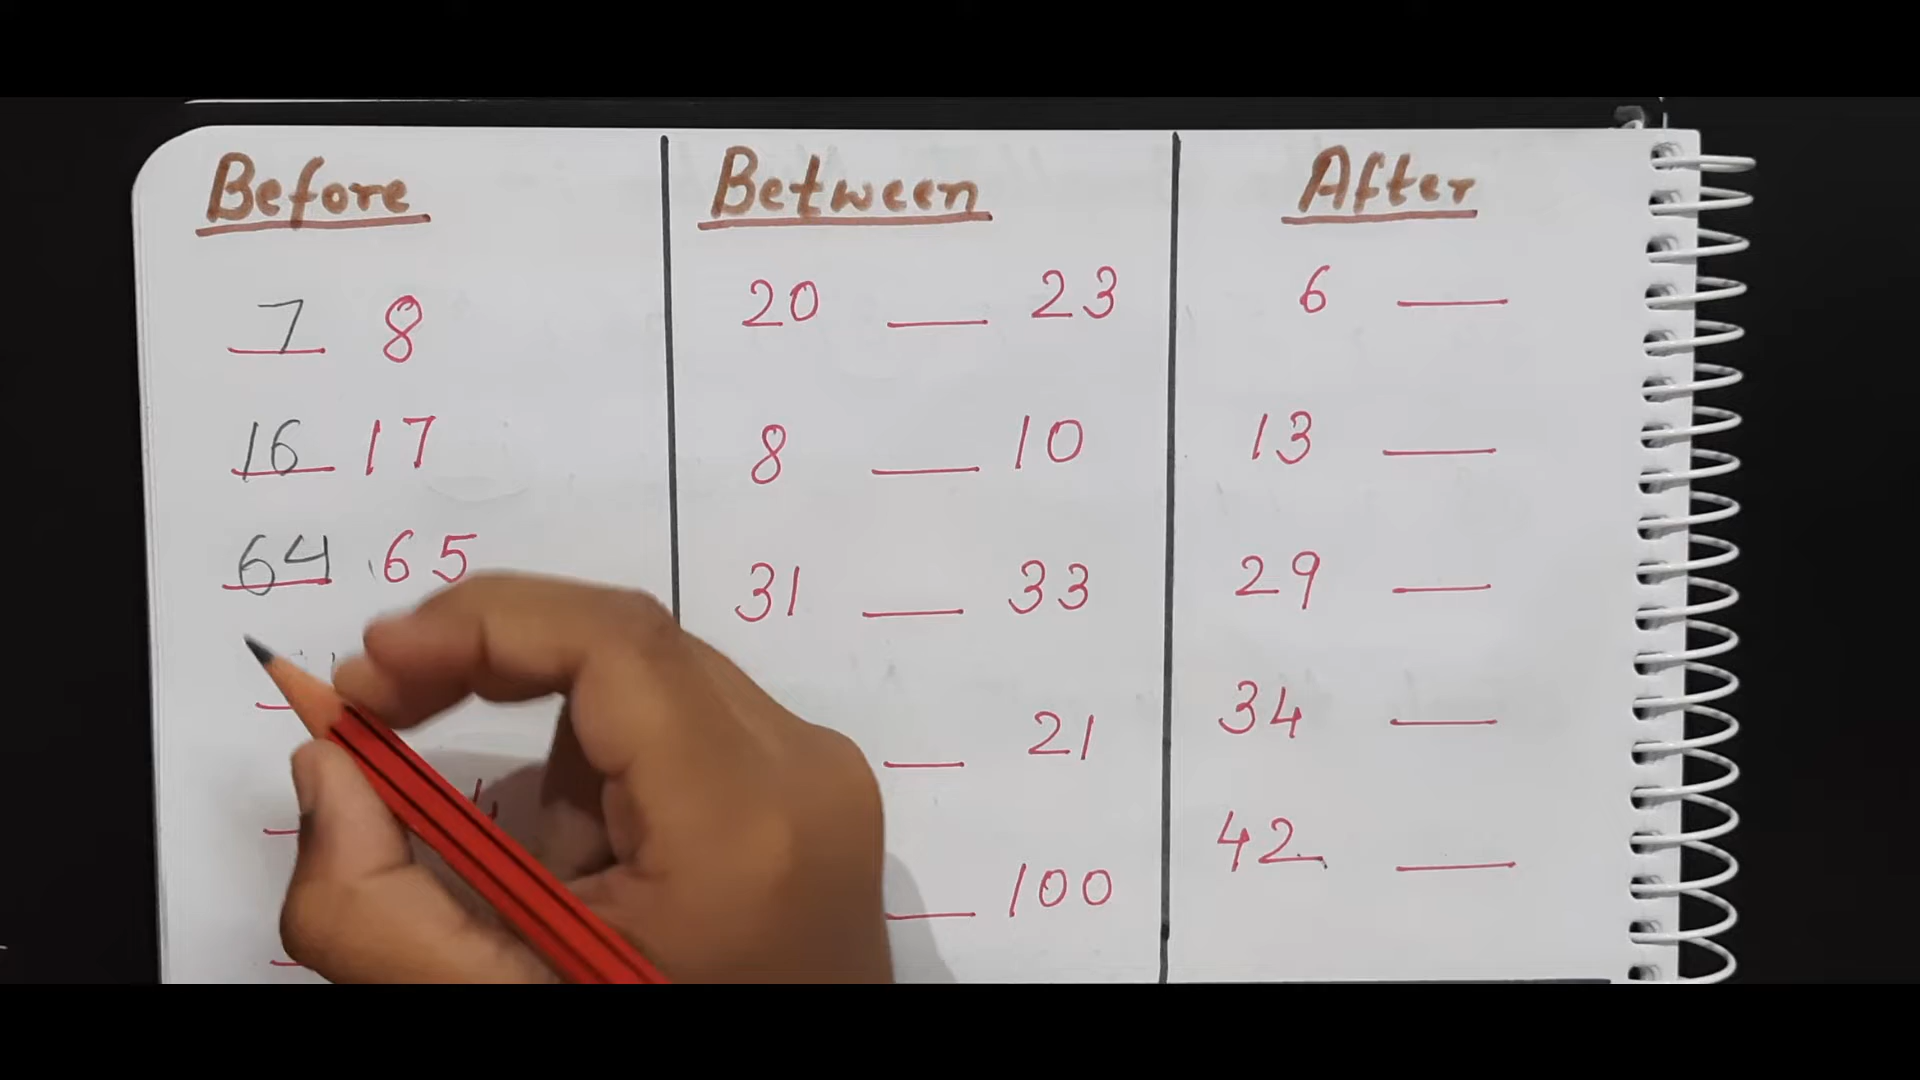 Before
7 8
16 17
64 65
Between
20 __ 23
8 __ 10
31 __ 33
__ 21
__ 100
After
6 __
13 __
29 __
34 __
42 __